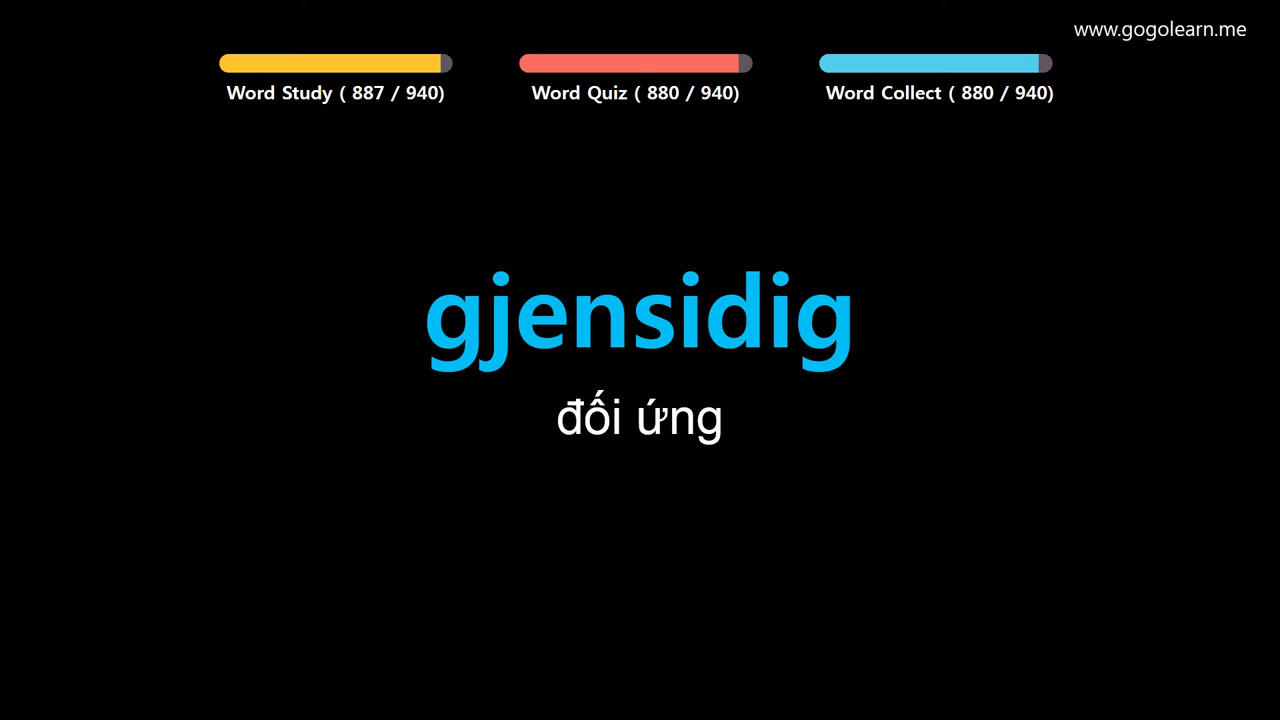 www.gogolearn.me
Word Study ( 887 / 940)
Word Quiz ( 880 / 940)
Word Collect ( 880 / 940)
gjensidig
đối ứng